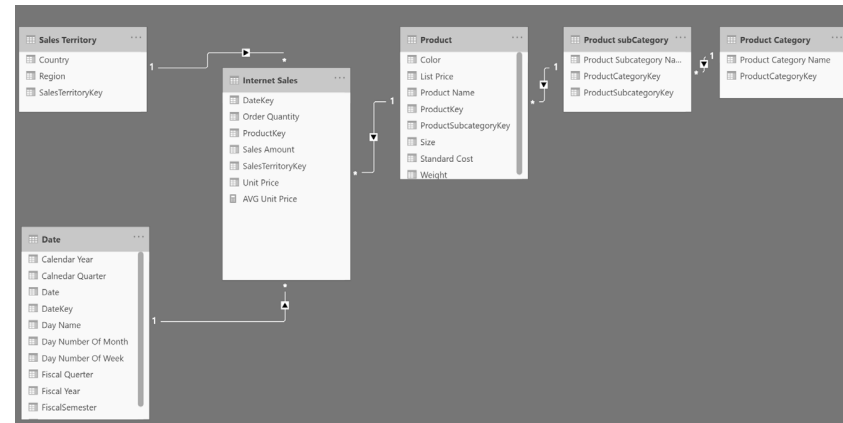 Sales Territory ...
Country
Region
SalesTerritoryKey
1
*
Internet Sales ...
DateKey
Order Quantity
ProductKey
Sales Amount
SalesTerritoryKey
Unit Price
AVG Unit Price
*
1
*
Product ...
Color
List Price
Product Name
ProductKey
ProductSubcategoryKey
Size
Standard Cost
Weight
*
1
Product subCategory ...
Product Subcategory Na...
ProductCategoryKey
ProductSubcategoryKey
*
1
Product Category ...
Product Category Name
ProductCategoryKey
Date ...
Calendar Year
Calnedar Quarter
Date
DateKey
Day Name
Day Number Of Month
Day Number Of Week
Fiscal Querter
Fiscal Year
FiscalSemester
1